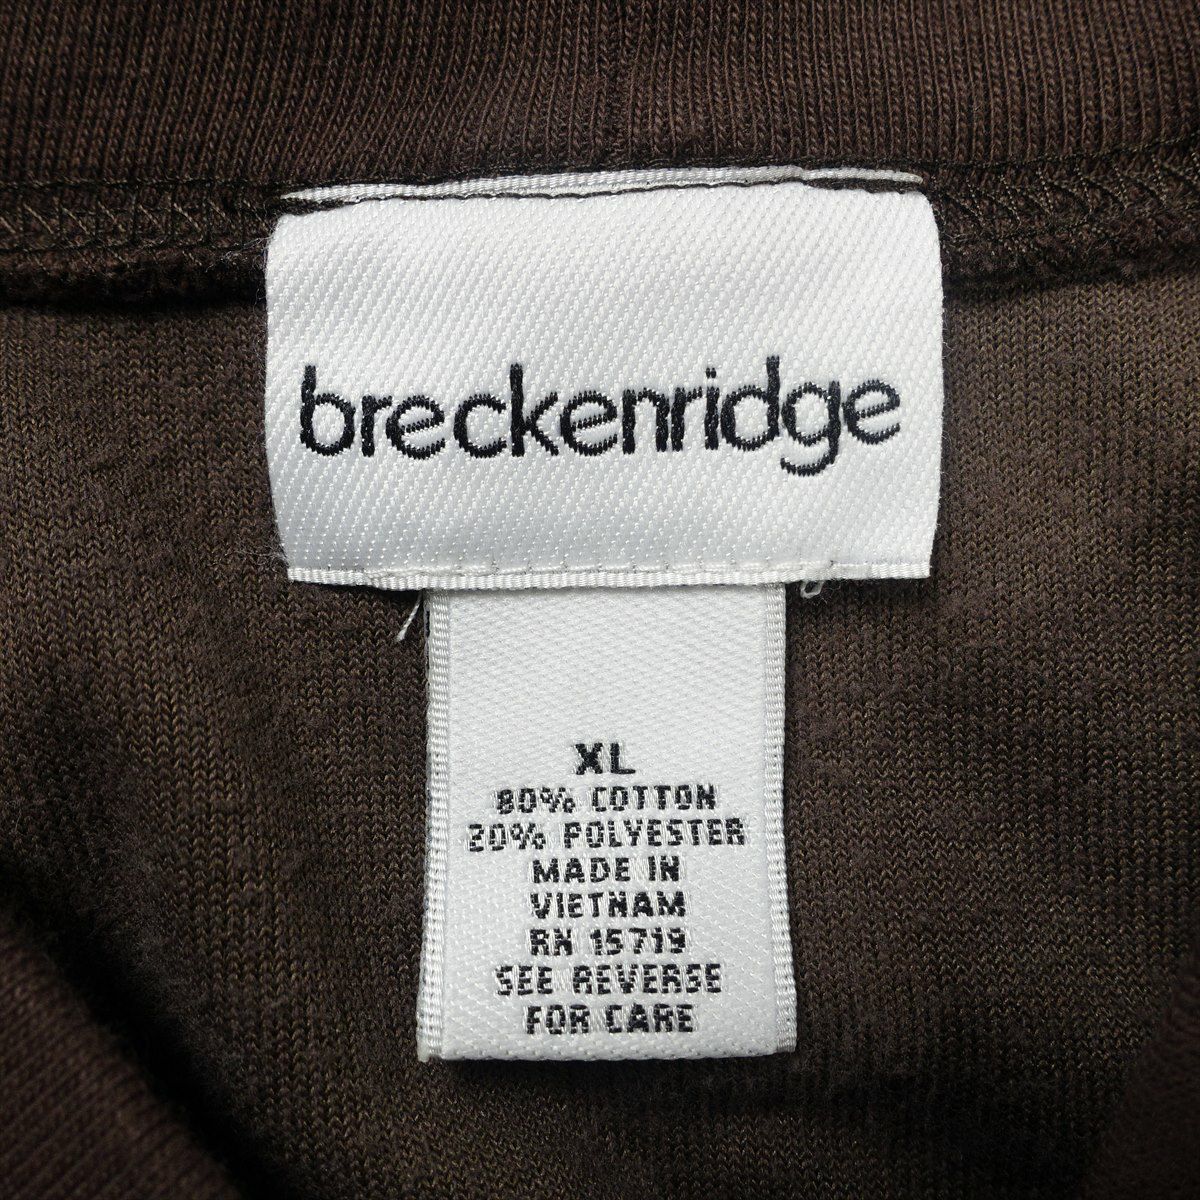 breckenridge
XL
80% COTTON
20% POLYESTER
MADE IN
VIETNAM
RN 15719
SEE REVERSE
FOR CARE